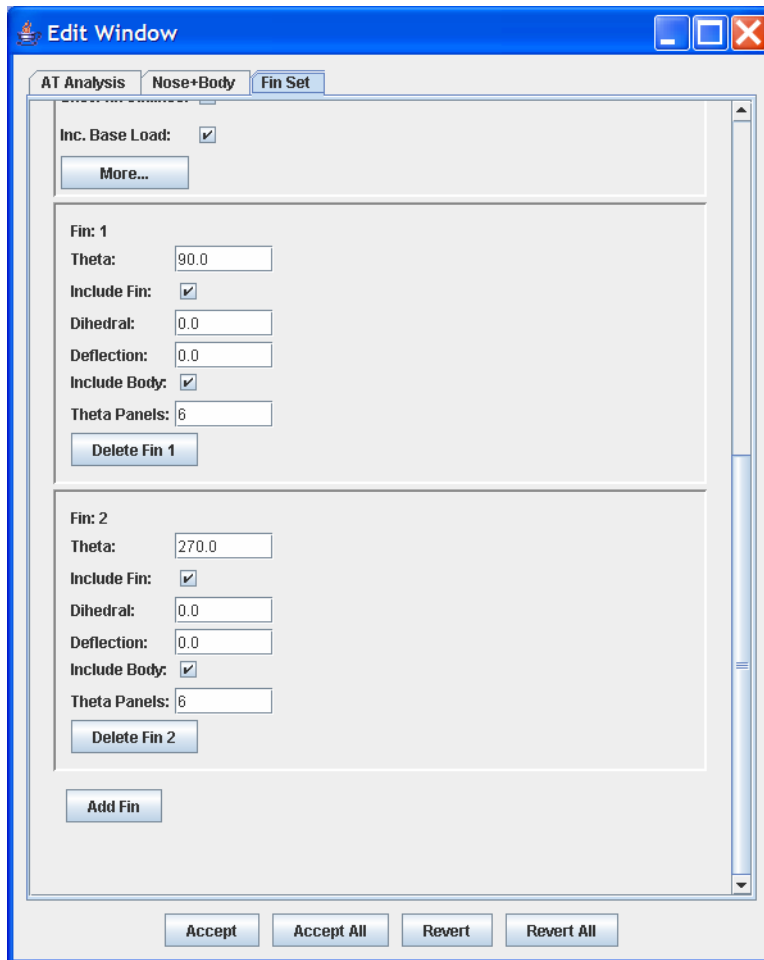 Edit Window
AT Analysis Nose+Body Fin Set
Inc. Base Load:
More...
Fin: 1
Theta: 90.0
Include Fin:
Dihedral: 0.0
Deflection: 0.0
Include Body:
Theta Panels: 6
Delete Fin 1
Fin: 2
Theta: 270.0
Include Fin:
Dihedral: 0.0
Deflection: 0.0
Include Body:
Theta Panels: 6
Delete Fin 2
Add Fin
Accept Accept All Revert Revert All